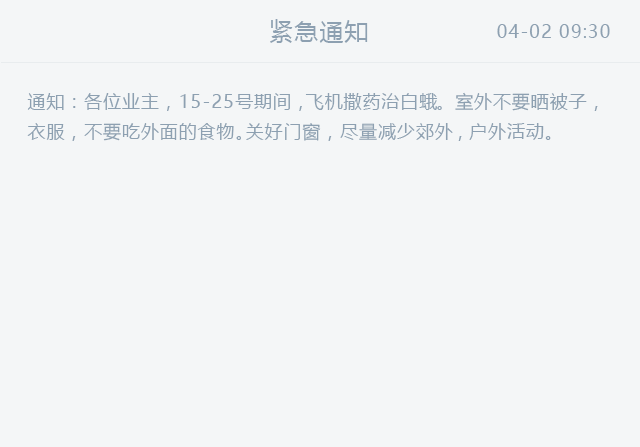 紧急通知 04-02 09:30
通知：各位业主，15-25号期间，飞机撒药治白蛾。室外不要晒被子，
衣服，不要吃外面的食物。关好门窗，尽量减少郊外，户外活动。